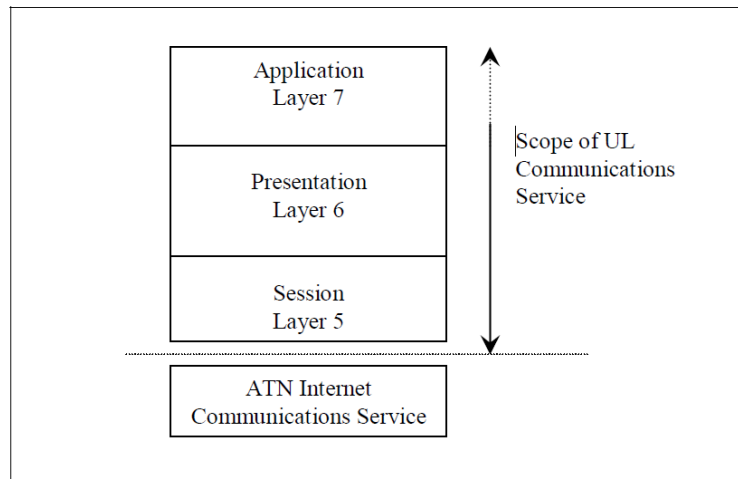 Application
Layer 7
Presentation
Layer 6
Session
Layer 5
Scope of UL
Communications
Service
ATN Internet
Communications Service